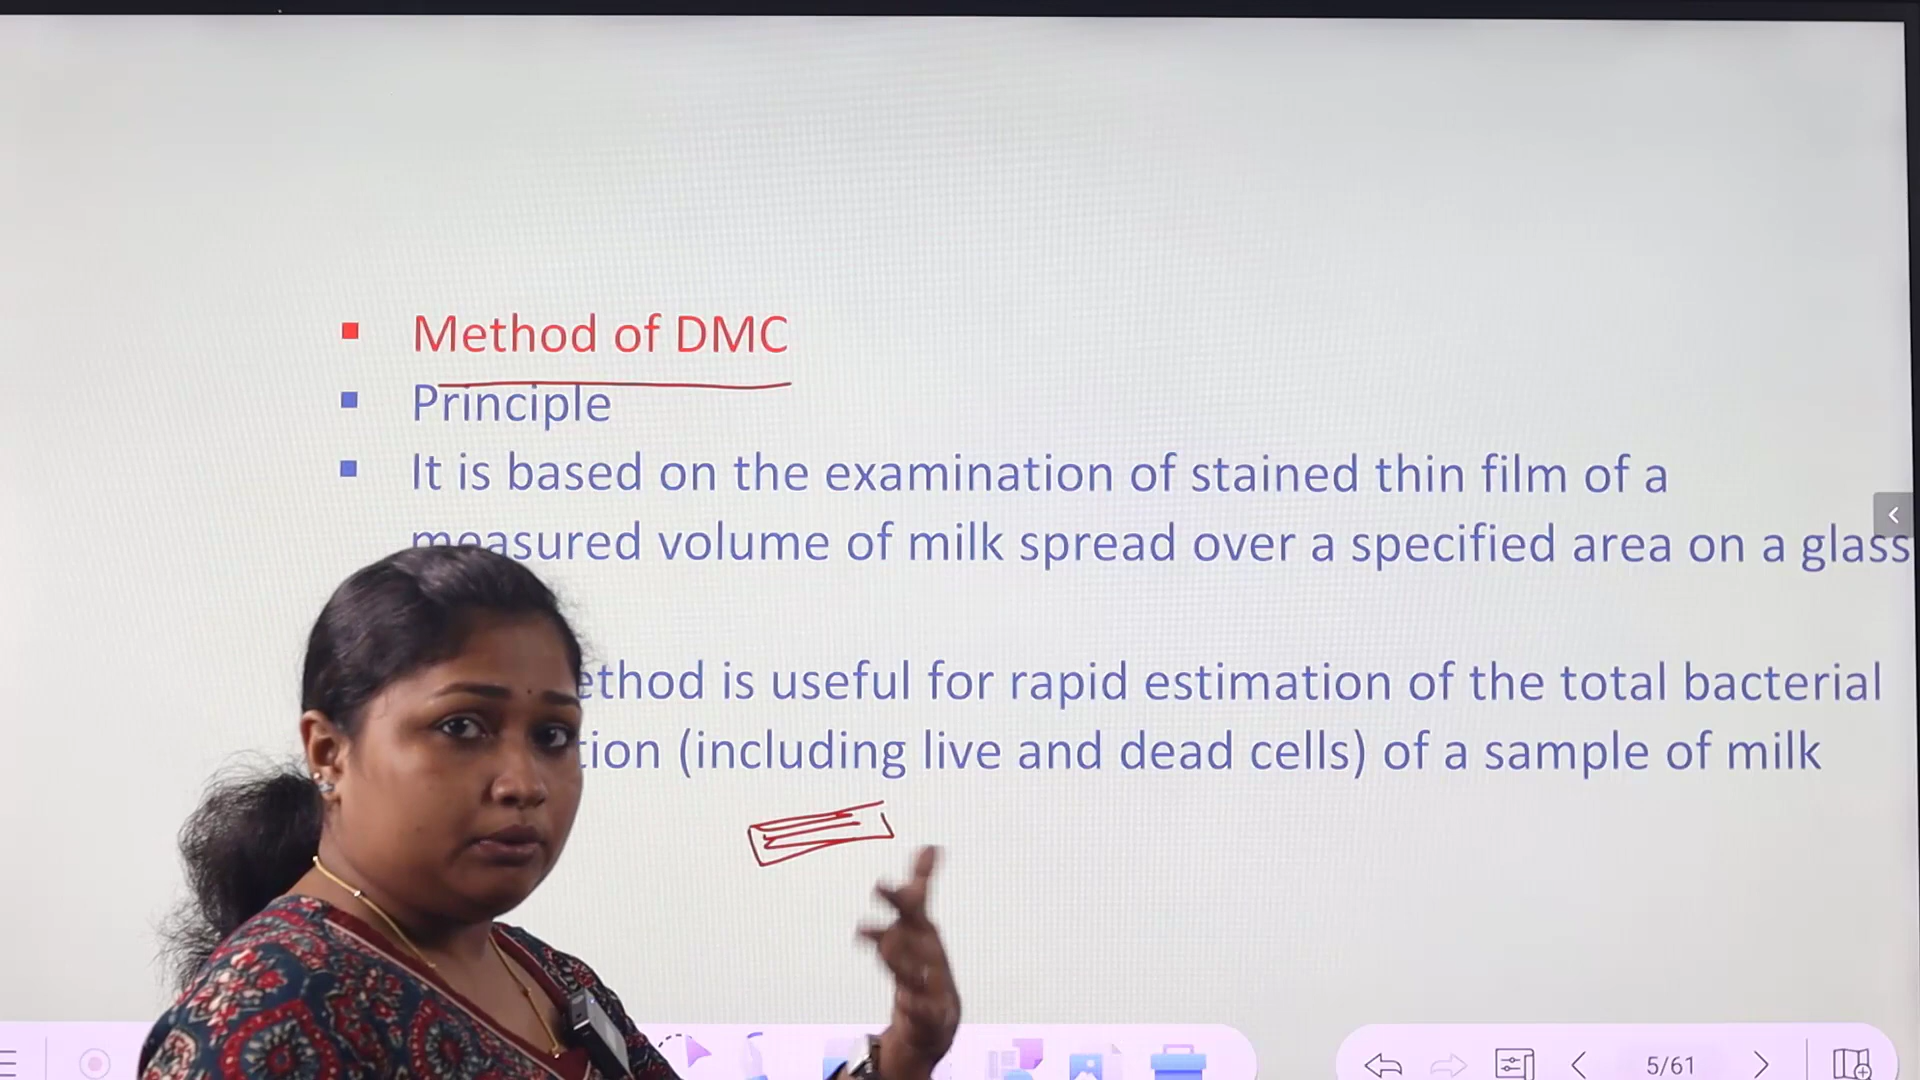 Method of DMC
Principle
It is based on the examination of stained thin film of a
measured volume of milk spread over a specified area on a glass
is useful for rapid estimation of the total bacterial
(including live and dead cells) of a sample of milk
5/61